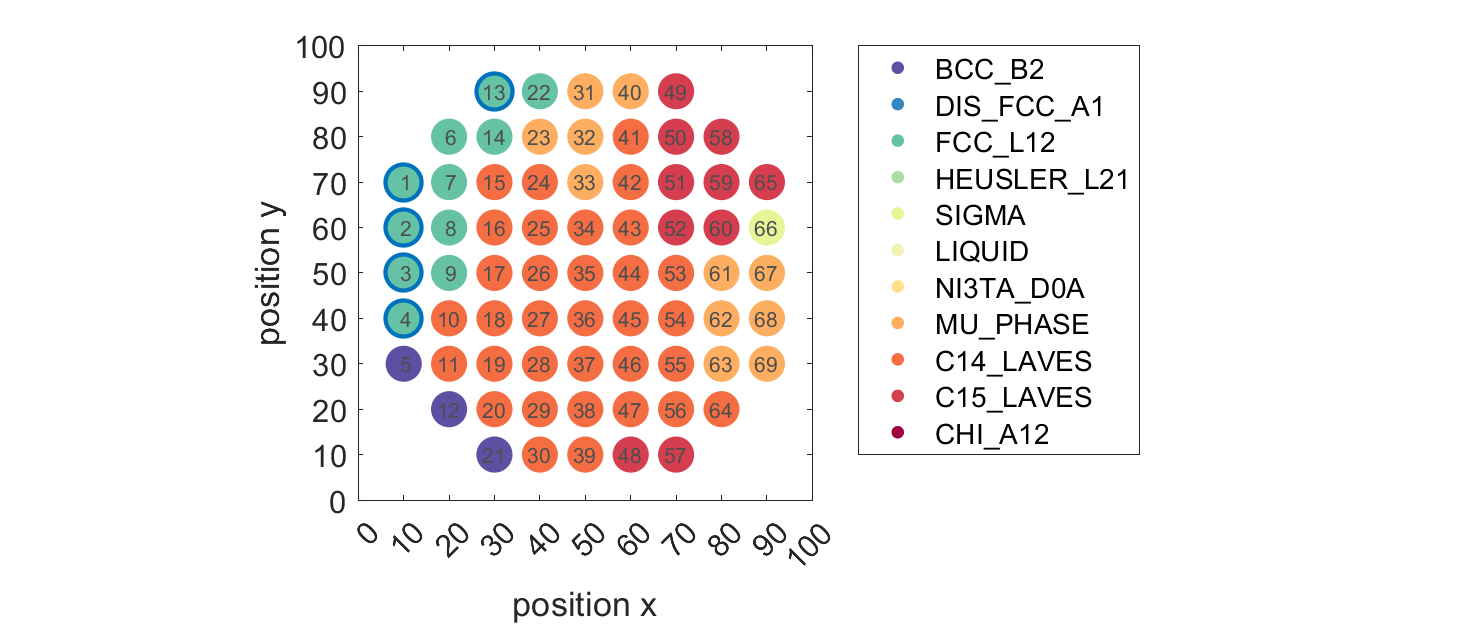 100
90
80
70
60
50
40
30
20
10
0
position y
13 22 31 40 49
6 14 23 32 41 50 58
1 7 15 24 33 42 51 59 65
2 8 16 25 34 43 52 60 66
3 9 17 26 35 44 53 61 67
4 10 18 27 36 45 54 62 68
5 11 19 28 37 46 55 63 69
12 20 29 38 47 56 64
21 30 39 48 57
0 10 20 30 40 50 60 70 80 90 100
position x
BCC_B2
DIS_FCC_A1
FCC_L12
HEUSLER_L21
SIGMA
LIQUID
NI3TA_D0A
MU_PHASE
C14_LAVES
C15_LAVES
CHI_A12